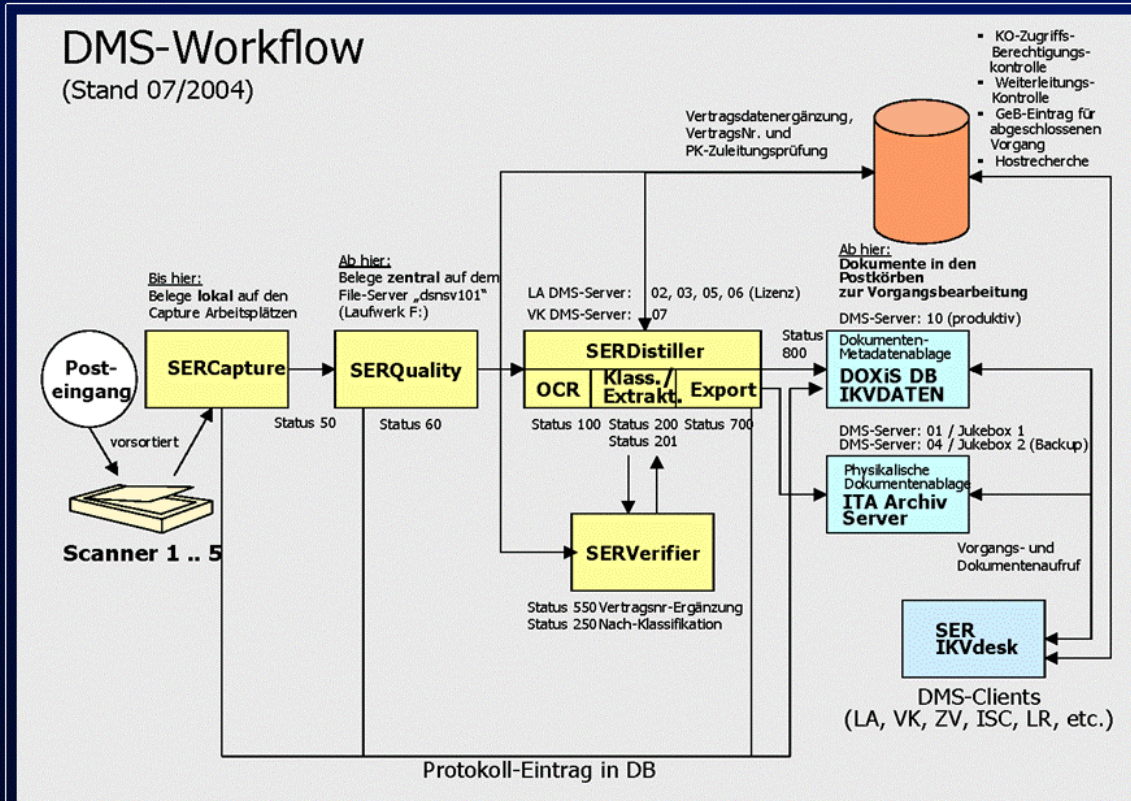 DMS-Workflow
(Stand 07/2004)
▪ KO-Zugriffs-
Berechtigungs-
kontrolle
▪ Weiterleitungs-
Kontrolle
▪ GeB-Eintrag für
abgeschlossenen
Vorgang
▪ Hostrecherche
Vertragsdatenergänzung,
VertragsNr. und
PK-Zuleitungsprüfung
Bis hier:
Belege lokal auf den
Capture Arbeitsplätzen
Ab hier:
Belege zentral auf dem
File-Server „dsnsv101"
(Laufwerk F:)
LA DMS-Server: 02, 03, 05, 06 (Lizenz)
VK DMS-Server: 07
Ab hier:
Dokumente in den
Postkörben
zur Vorgangsbearbeitung
DMS-Server: 10 (produktiv)
Post-
eingang
vorsortiert
Scanner 1 .. 5
SERCapture
Status 50
SERQuality
Status 60
SERDistiller
OCR
Klass./
Extrakt.
Export
Status 100
Status 200
Status 201
Status 700
Status
800
Dokumenten-
Metadatenablage
DOXiS DB
IKVDATEN
DMS-Server: 01 / Jukebox 1
DMS-Server: 04 / Jukebox 2 (Backup)
Physikalische
Dokumentenablage
ITA Archiv
Server
SERVerifier
Status 550 Vertragsnr-Ergänzung
Status 250 Nach-Klassifikation
Vorgangs- und
Dokumentenaufruf
SER
IKVdesk
DMS-Clients
(LA, VK, ZV, ISC, LR, etc.)
Protokoll-Eintrag in DB